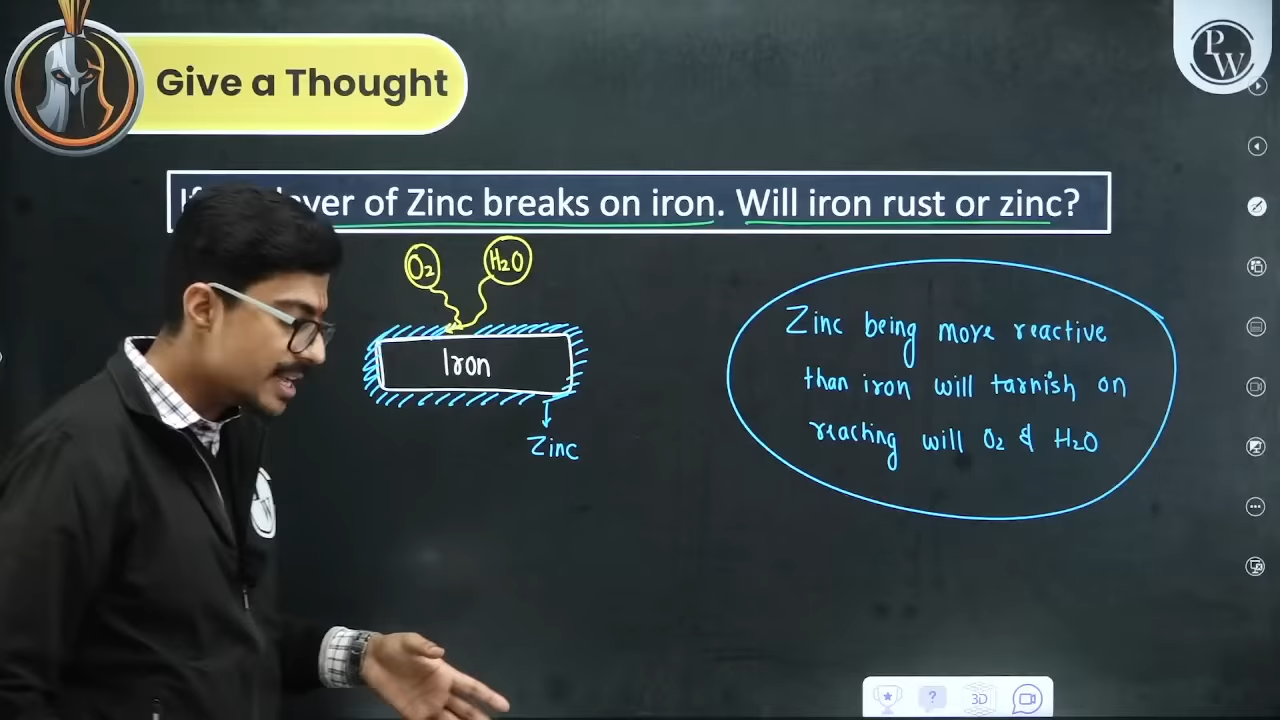 Give a Thought
P
W
layer of Zinc breaks on iron. Will iron rust or zinc?
O2
H2O
Iron
Zinc
Zinc being more reactive
than iron will tarnish on
reacting will O2 & H2O
W
?
3D